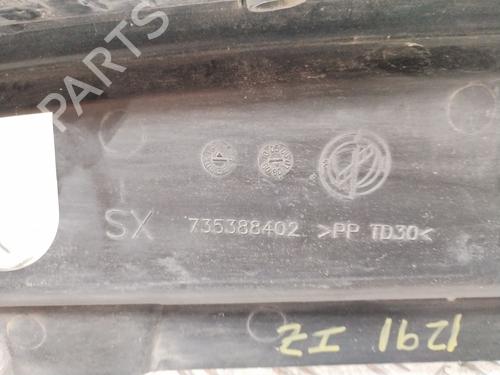 B-PARTS
SX 735388402 >PP TD30<
1291 IZ